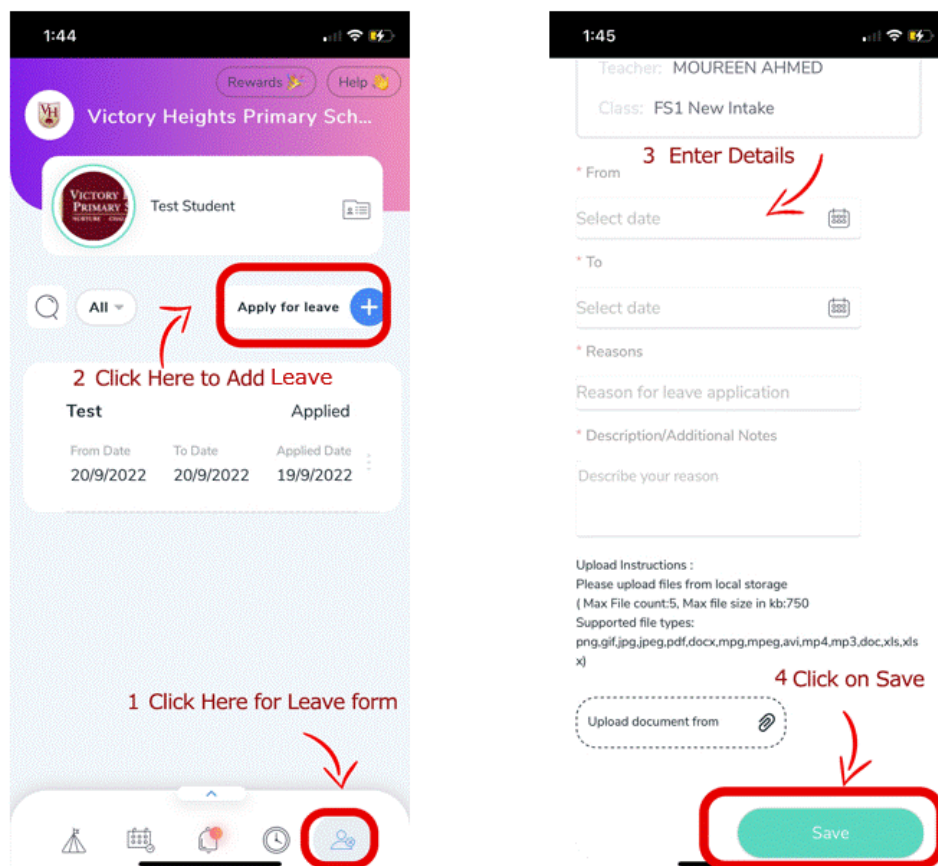 1:44
Rewards
Help
VH
Victory Heights Primary Sch...
VICTORY
PRIMARY S
Test Student
All
Apply for leave
2 Click Here to Add Leave
Test
Applied
From Date
To Date
Applied Date
20/9/2022
20/9/2022
19/9/2022
1 Click Here for Leave form
1:45
Teacher: MOUREEN AHMED
Class: FS1 New Intake
3 Enter Details
* From
Select date
* To
Select date
* Reasons
Reason for leave application
* Description/Additional Notes
Describe your reason
Upload Instructions :
Please upload files from local storage
( Max File count:5, Max file size in kb:750
Supported file types:
png,gif,jpg,jpeg,pdf,docx,mpg,mpeg,avi,mp4,mp3,doc,xls,xls
x)
4 Click on Save
Upload document from
Save